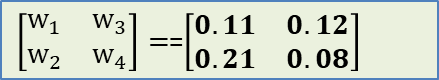 [w₁ w₃] == [0.11 0.12]
[w₂ w₄] [0.21 0.08]